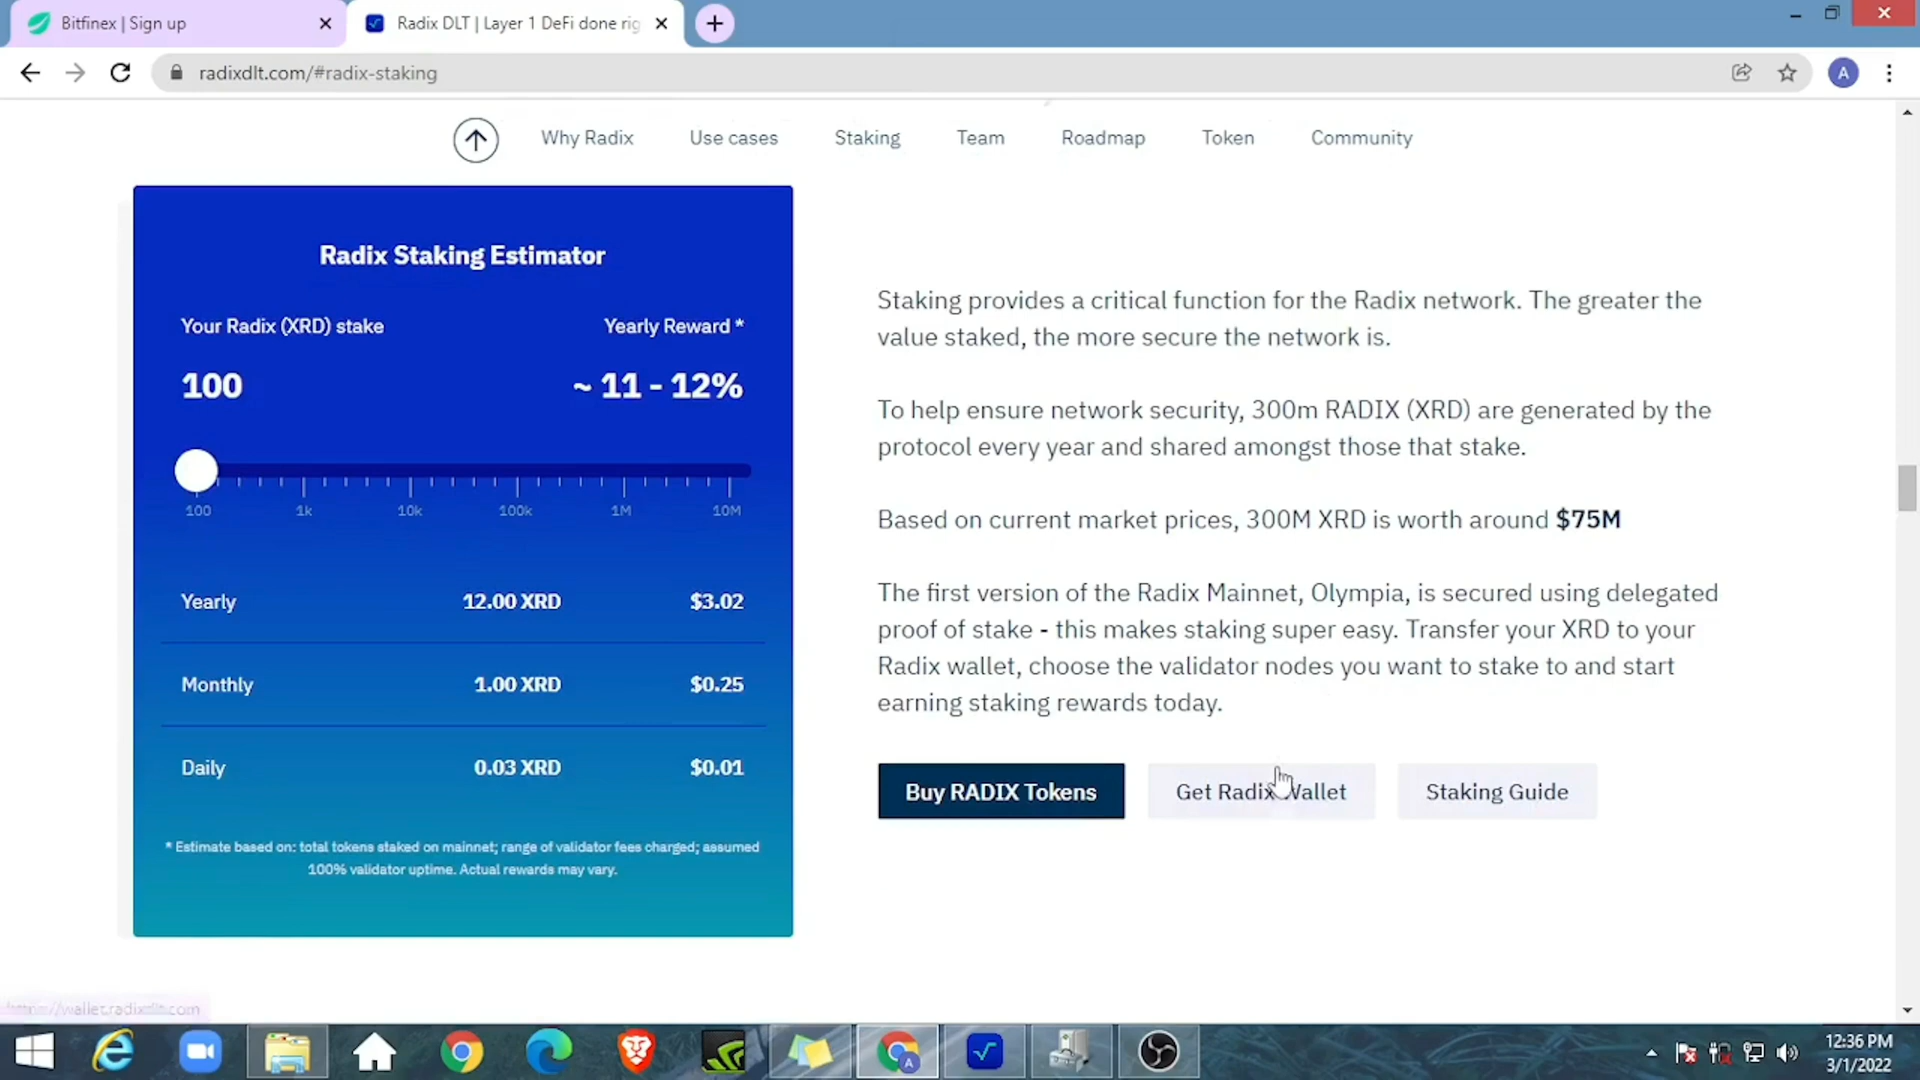 Bitfinex | Sign up
Radix DLT | Layer 1 DeFi done rig
radixdlt.com/#radix-staking
A
Why Radix
Use cases
Staking
Team
Roadmap
Token
Community
Radix Staking Estimator
Your Radix (XRD) stake
Yearly Reward *
100
~ 11 - 12%
100
1k
10k
100k
1M
10M
Yearly
12.00 XRD
$3.02
Monthly
1.00 XRD
$0.25
Daily
0.03 XRD
$0.01
* Estimate based on: total tokens staked on mainnet; range of validator fees charged; assumed
100% validator uptime. Actual rewards may vary.
Staking provides a critical function for the Radix network. The greater the
value staked, the more secure the network is.
To help ensure network security, 300m RADIX (XRD) are generated by the
protocol every year and shared amongst those that stake.
Based on current market prices, 300M XRD is worth around $75M
The first version of the Radix Mainnet, Olympia, is secured using delegated
proof of stake - this makes staking super easy. Transfer your XRD to your
Radix wallet, choose the validator nodes you want to stake to and start
earning staking rewards today.
Buy RADIX Tokens
Get Radix Wallet
Staking Guide
https://wallet.radixdlt.com
A
12:36 PM
3/1/2022